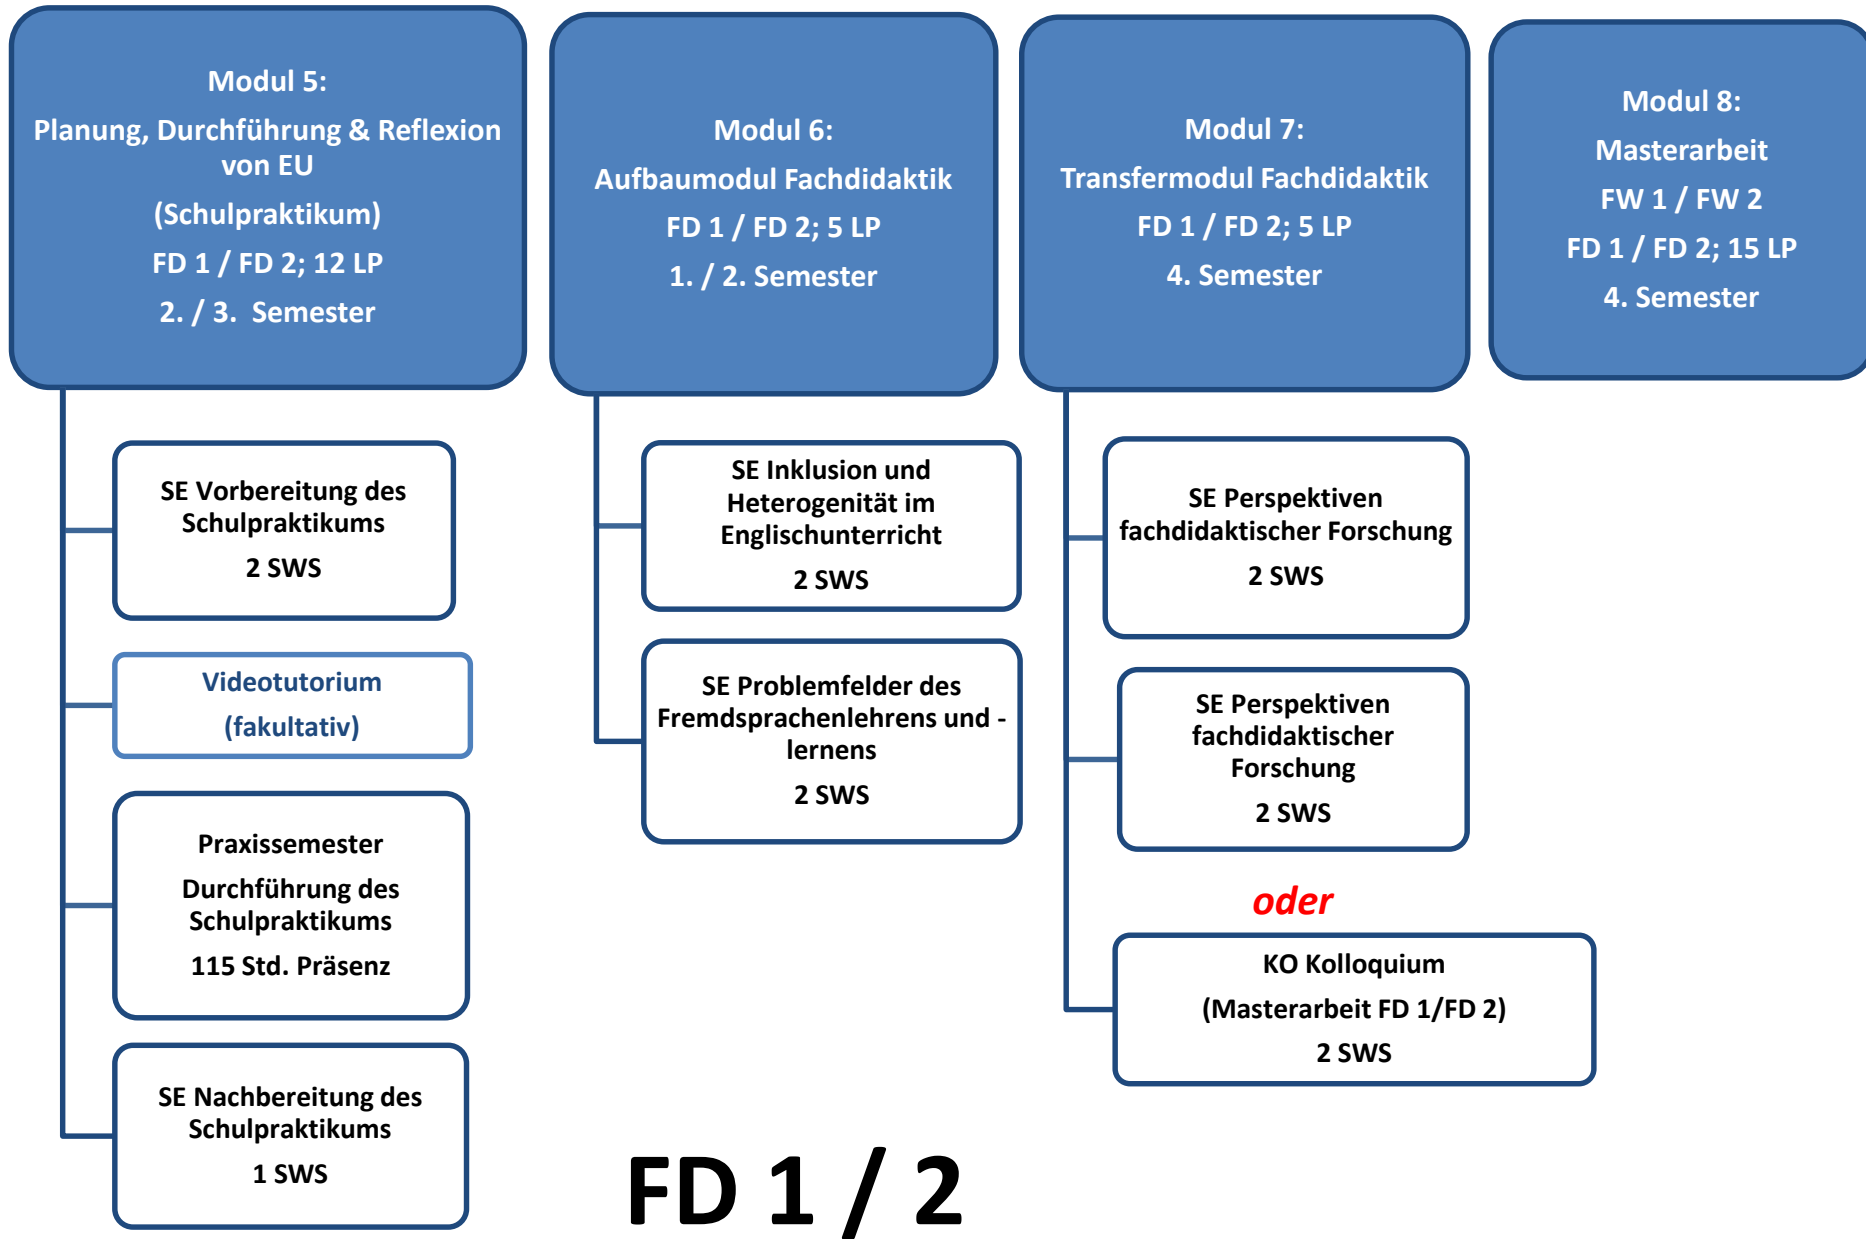 Modul 5:
Planung, Durchführung & Reflexion
von EU
(Schulpraktikum)
FD 1 / FD 2; 12 LP
2. / 3. Semester
SE Vorbereitung des
Schulpraktikums
2 SWS
Videotutorium
(fakultativ)
Praxissemester
Durchführung des
Schulpraktikums
115 Std. Präsenz
SE Nachbereitung des
Schulpraktikums
1 SWS
Modul 6:
Aufbaumodul Fachdidaktik
FD 1 / FD 2; 5 LP
1. / 2. Semester
SE Inklusion und
Heterogenität im
Englischunterricht
2 SWS
SE Problemfelder des
Fremdsprachenlehrens und -
lernens
2 SWS
Modul 7:
Transfermodul Fachdidaktik
FD 1 / FD 2; 5 LP
4. Semester
SE Perspektiven
fachdidaktischer Forschung
2 SWS
SE Perspektiven
fachdidaktischer
Forschung
2 SWS
oder
KO Kolloquium
(Masterarbeit FD 1/FD 2)
2 SWS
Modul 8:
Masterarbeit
FW 1 / FW 2
FD 1 / FD 2; 15 LP
4. Semester
FD 1 / 2